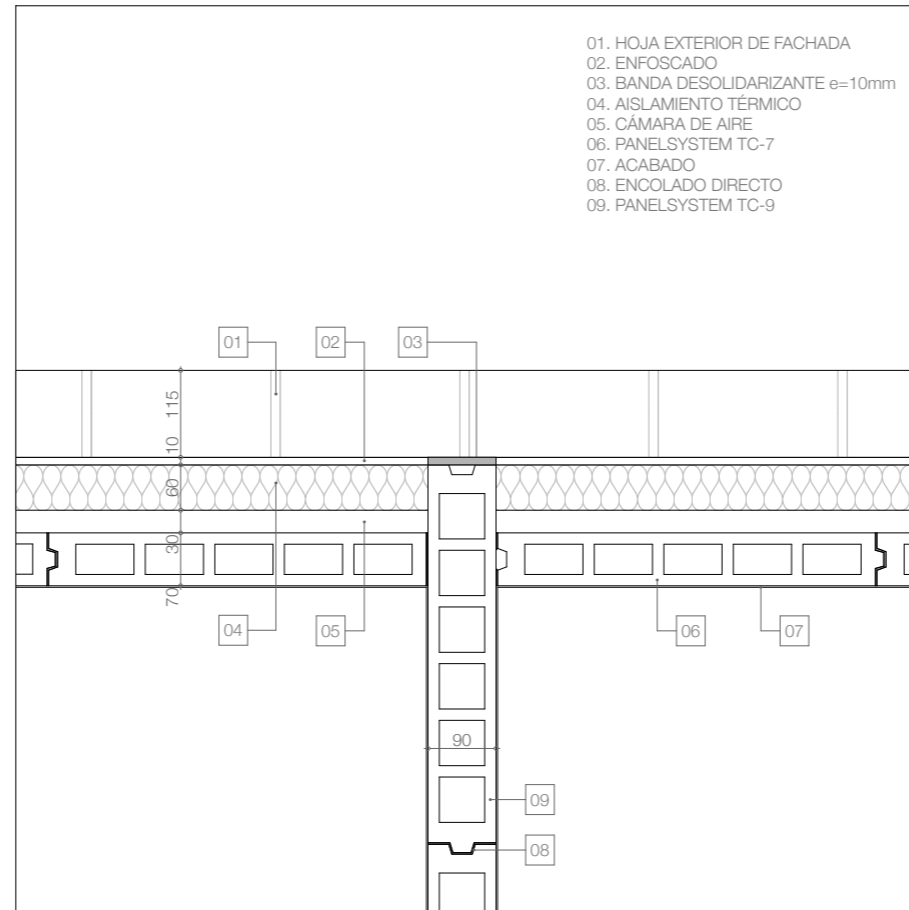 01. HOJA EXTERIOR DE FACHADA
02. ENFOSCADO
03. BANDA DESOLIDARIZANTE e=10mm
04. AISLAMIENTO TÉRMICO
05. CÁMARA DE AIRE
06. PANELSYSTEM TC-7
07. ACABADO
08. ENCOLADO DIRECTO
09. PANELSYSTEM TC-9
01 02 03
115
10
60
30
70
04 05 06 07
90
09
08